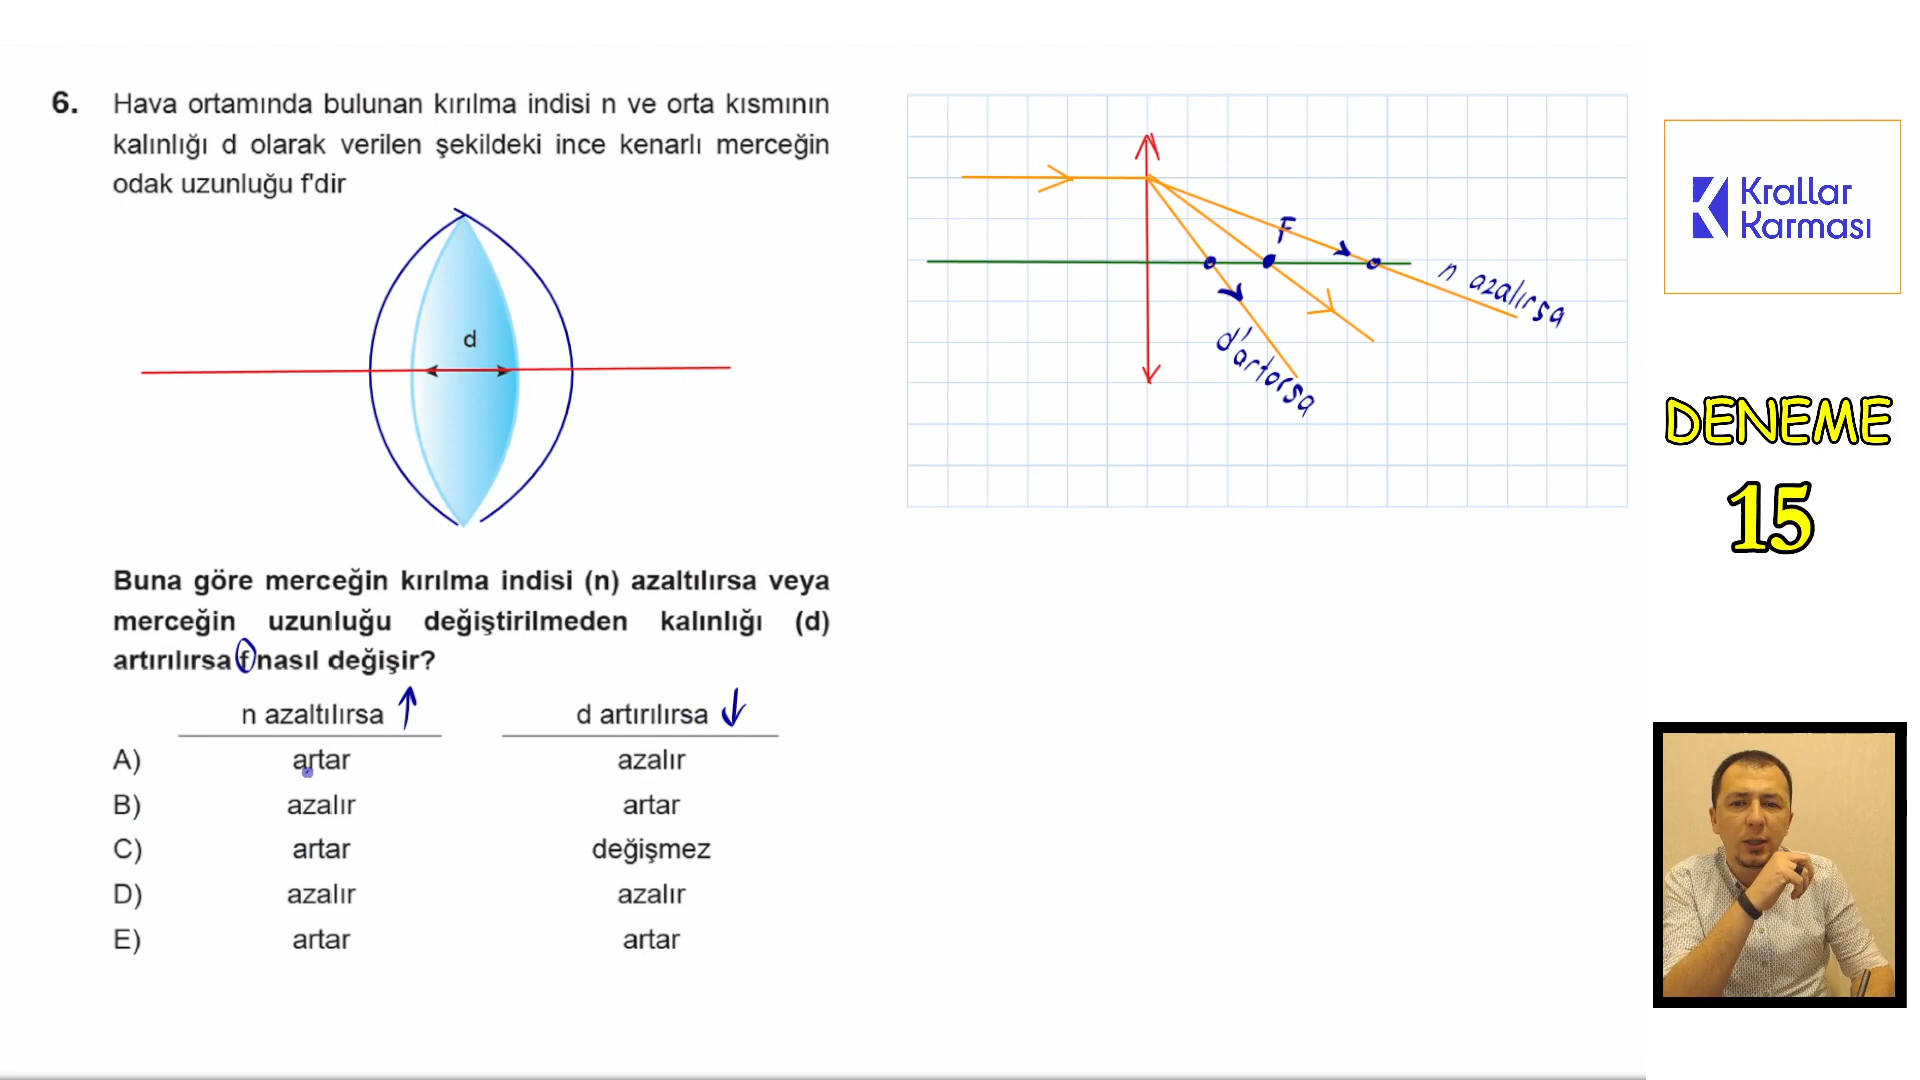 6. Hava ortamında bulunan kırılma indisi n ve orta kısmının
kalınlığı d olarak verilen şekildeki ince kenarlı merceğin
odak uzunluğu f'dir
d
Buna göre merceğin kırılma indisi (n) azaltılırsa veya
merceğin uzunluğu değiştirilmeden kalınlığı (d)
artırılırsa f nasıl değişir?
n azaltılırsa d artırılırsa
A) artar azalır
B) azalır artar
C) artar değişmez
D) azalır azalır
E) artar artar
F
n azalırsa
d'artarsa
Krallar
Karması
DENEME
15